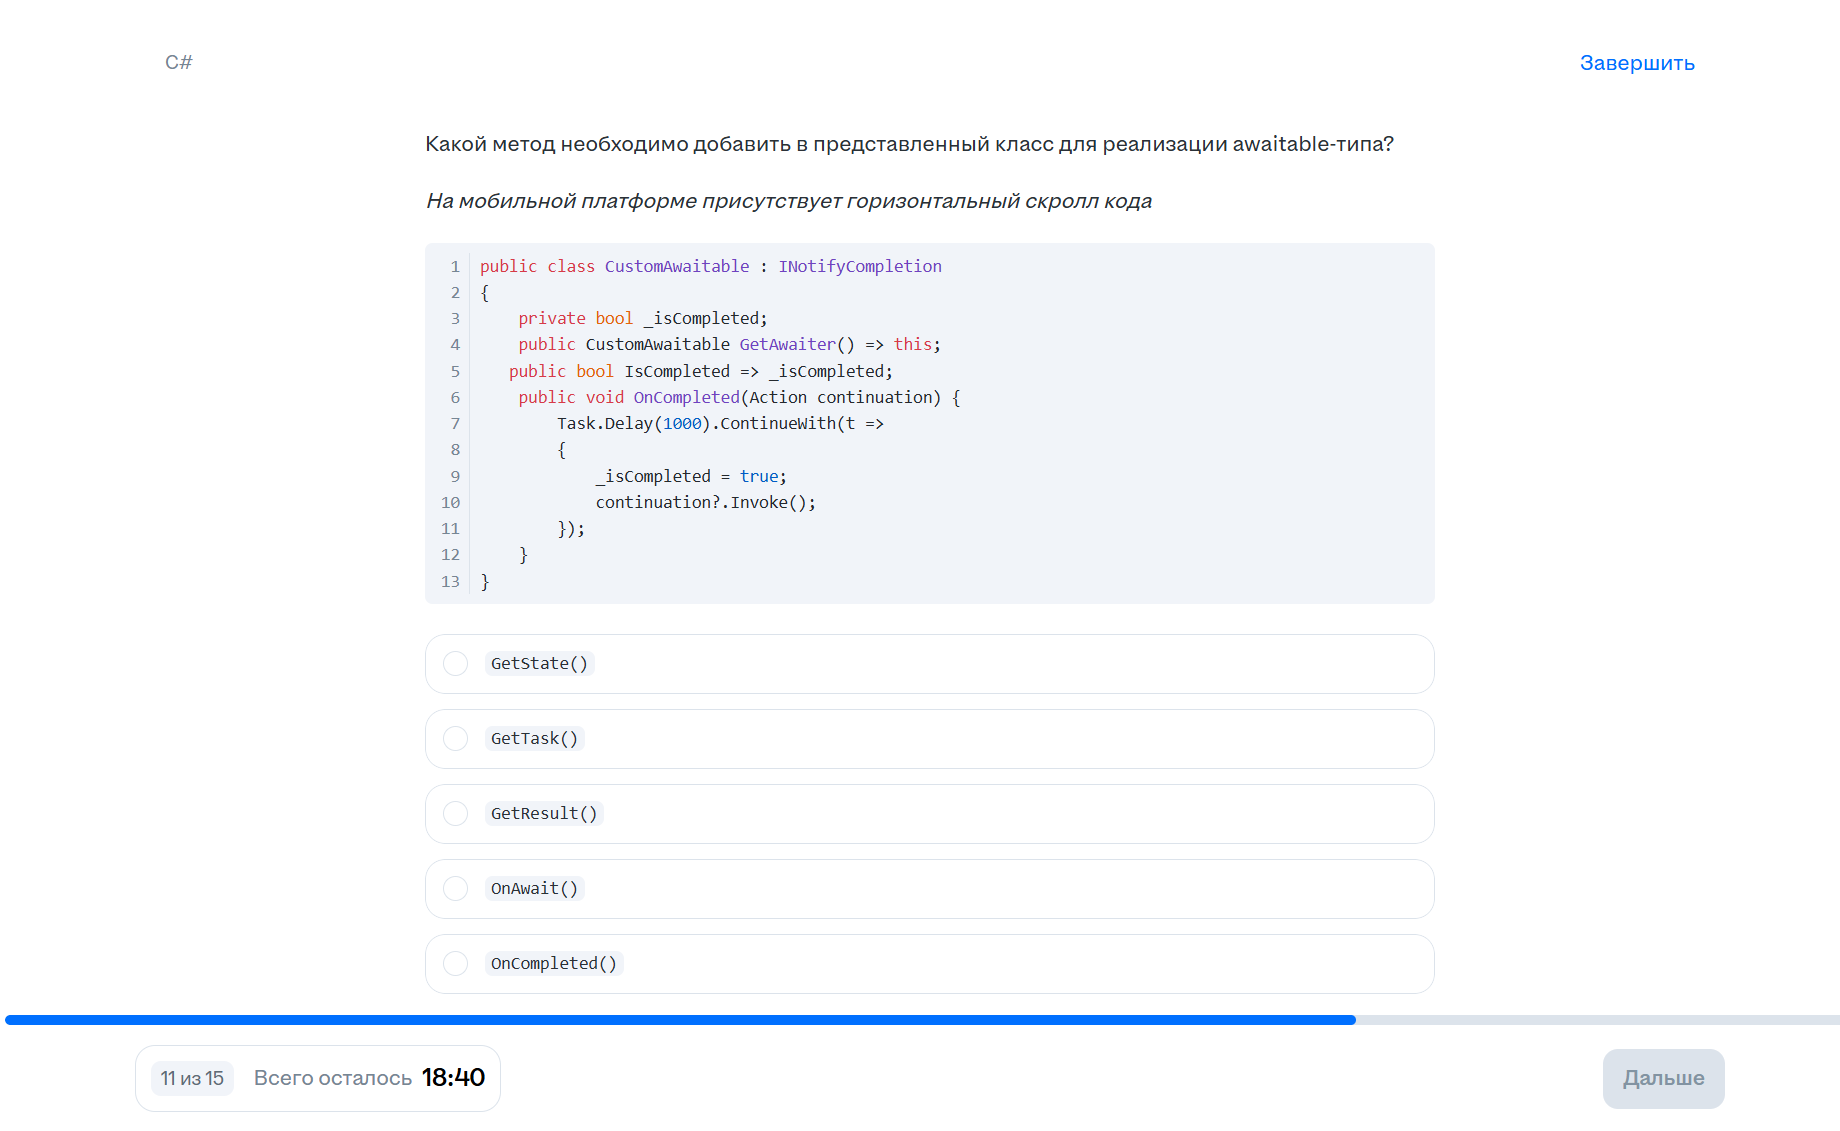 C#
Завершить
Какой метод необходимо добавить в представленный класс для реализации awaitable-типа?
На мобильной платформе присутствует горизонтальный скролл кода
1 public class CustomAwaitable : INotifyCompletion
2 {
3     private bool _isCompleted;
4     public CustomAwaitable GetAwaiter() => this;
5    public bool IsCompleted => _isCompleted;
6     public void OnCompleted(Action continuation) {
7         Task.Delay(1000).ContinueWith(t =>
8         {
9             _isCompleted = true;
10             continuation?.Invoke();
11         });
12     }
13 }
GetState()
GetTask()
GetResult()
OnAwait()
OnCompleted()
11 из 15 Всего осталось 18:40
Дальше